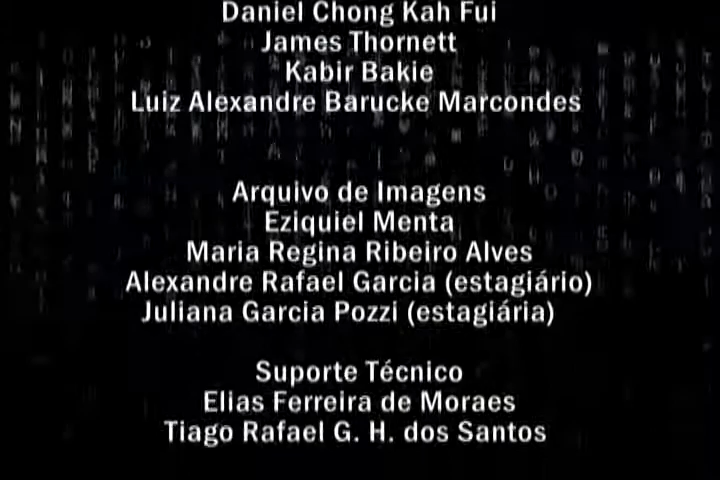 Daniel Chong Kah Fui
James Thornett
Kabir Bakie
Luiz Alexandre Barucke Marcondes
Arquivo de Imagens
Eziquiel Menta
Maria Regina Ribeiro Alves
Alexandre Rafael Garcia (estagiário)
Juliana Garcia Pozzi (estagiária)
Suporte Técnico
Elias Ferreira de Moraes
Tiago Rafael G. H. dos Santos